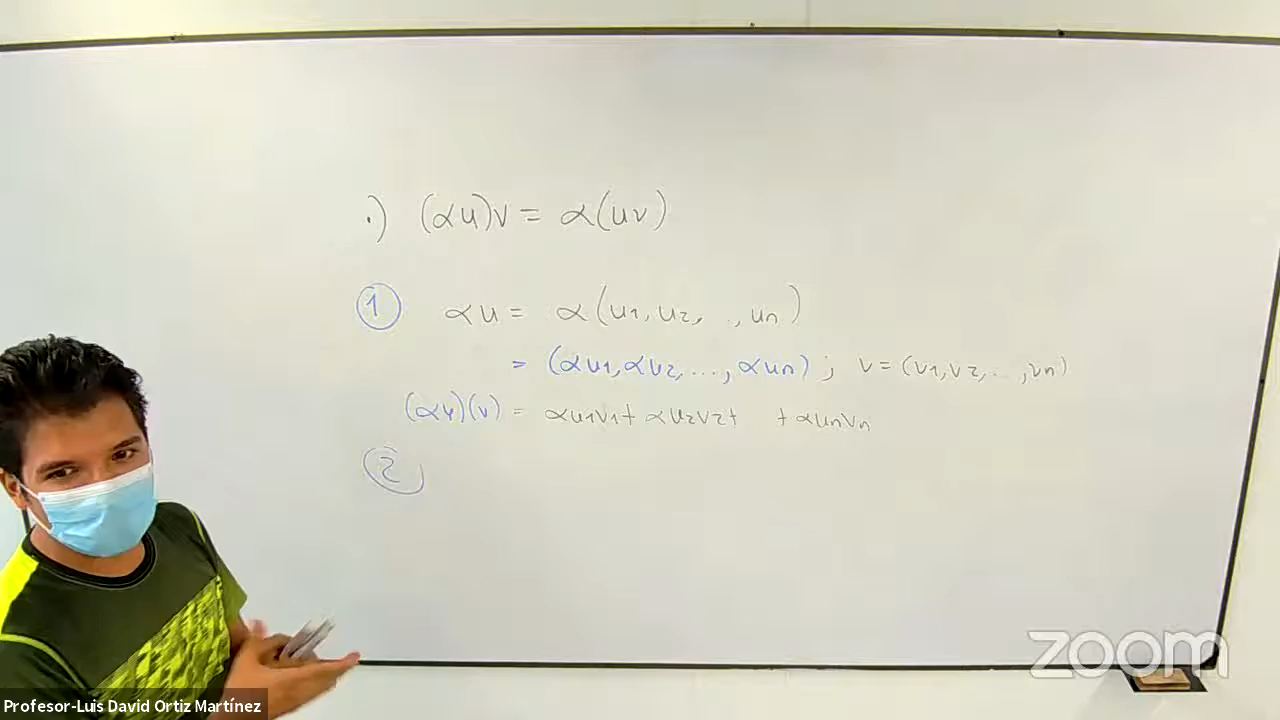 .) (αu)v = α(uv)
1 αu = α(u1, u2, .., un)
= (αu1, αu2, ..., αun) ; v = (v1, v2, ..., vn)
(αu)(v) = αu1v1 + αu2v2 + + αunvn
2
zoom
Profesor-Luis David Ortiz Martínez